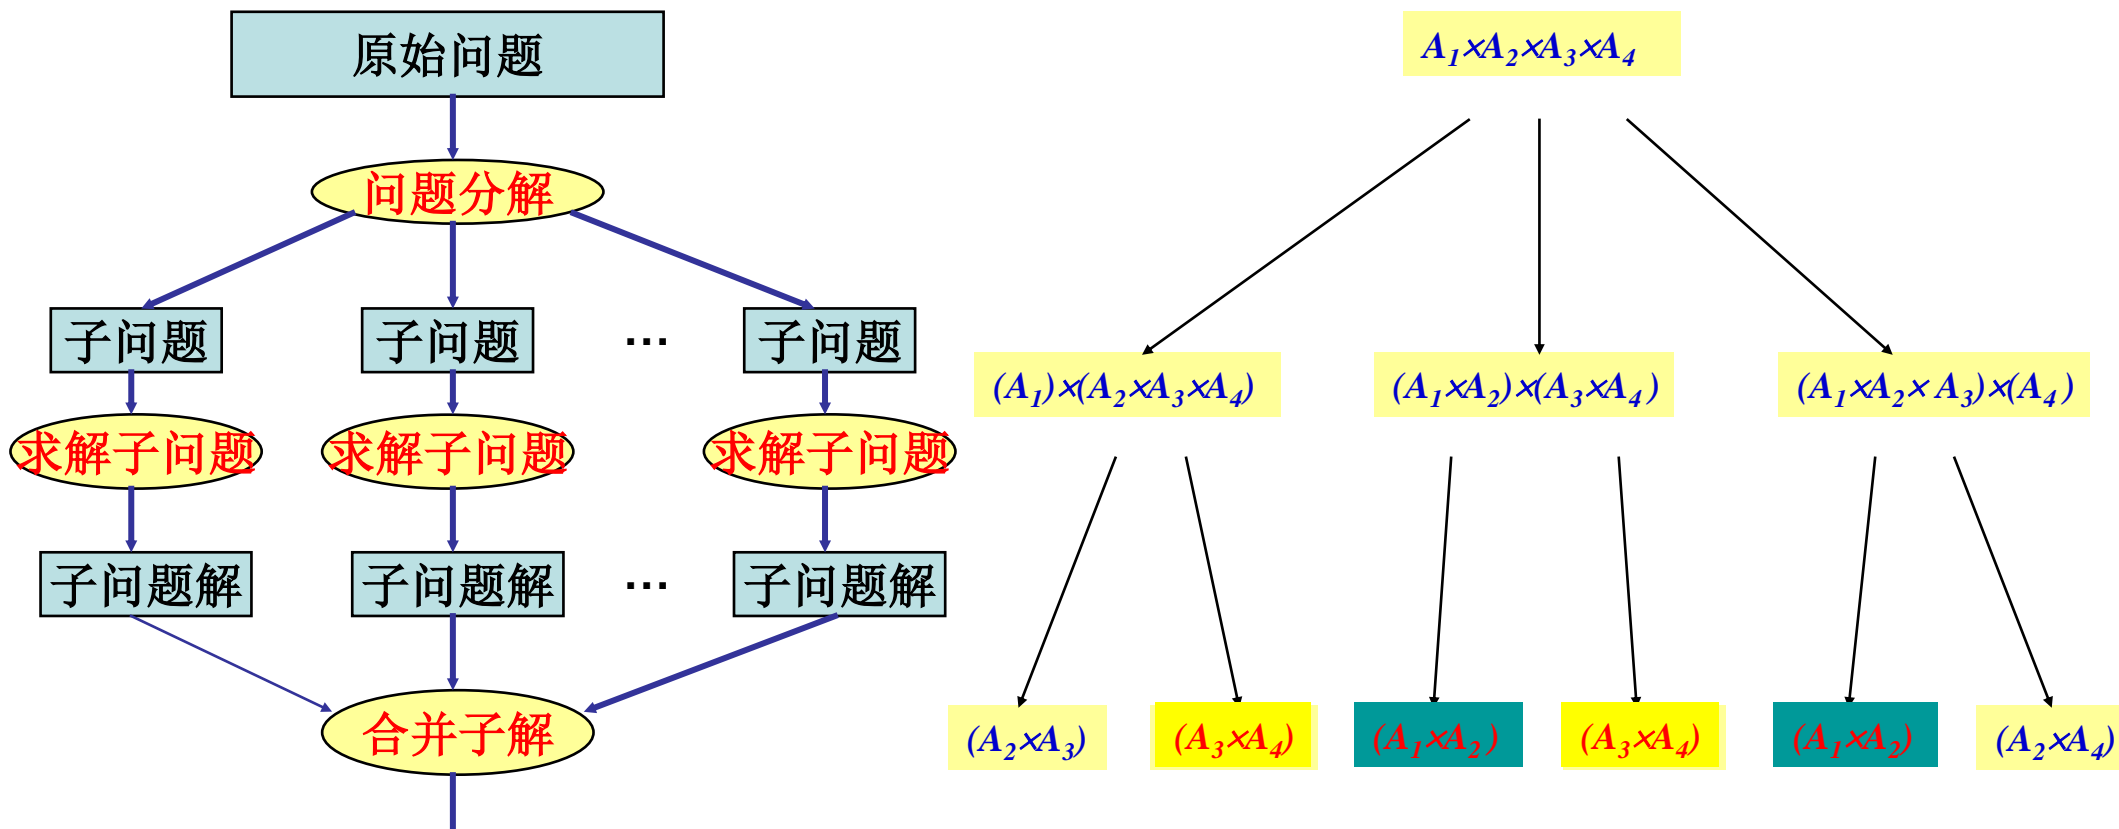 原始问题
问题分解
子问题 子问题 … 子问题
求解子问题 求解子问题 求解子问题
子问题解 子问题解 … 子问题解
合并子解
A₁×A₂×A₃×A₄
(A₁)×(A₂×A₃×A₄) (A₁×A₂)×(A₃×A₄) (A₁×A₂×A₃)×(A₄)
(A₂×A₃) (A₃×A₄) (A₁×A₂) (A₃×A₄) (A₁×A₂) (A₂×A₄)